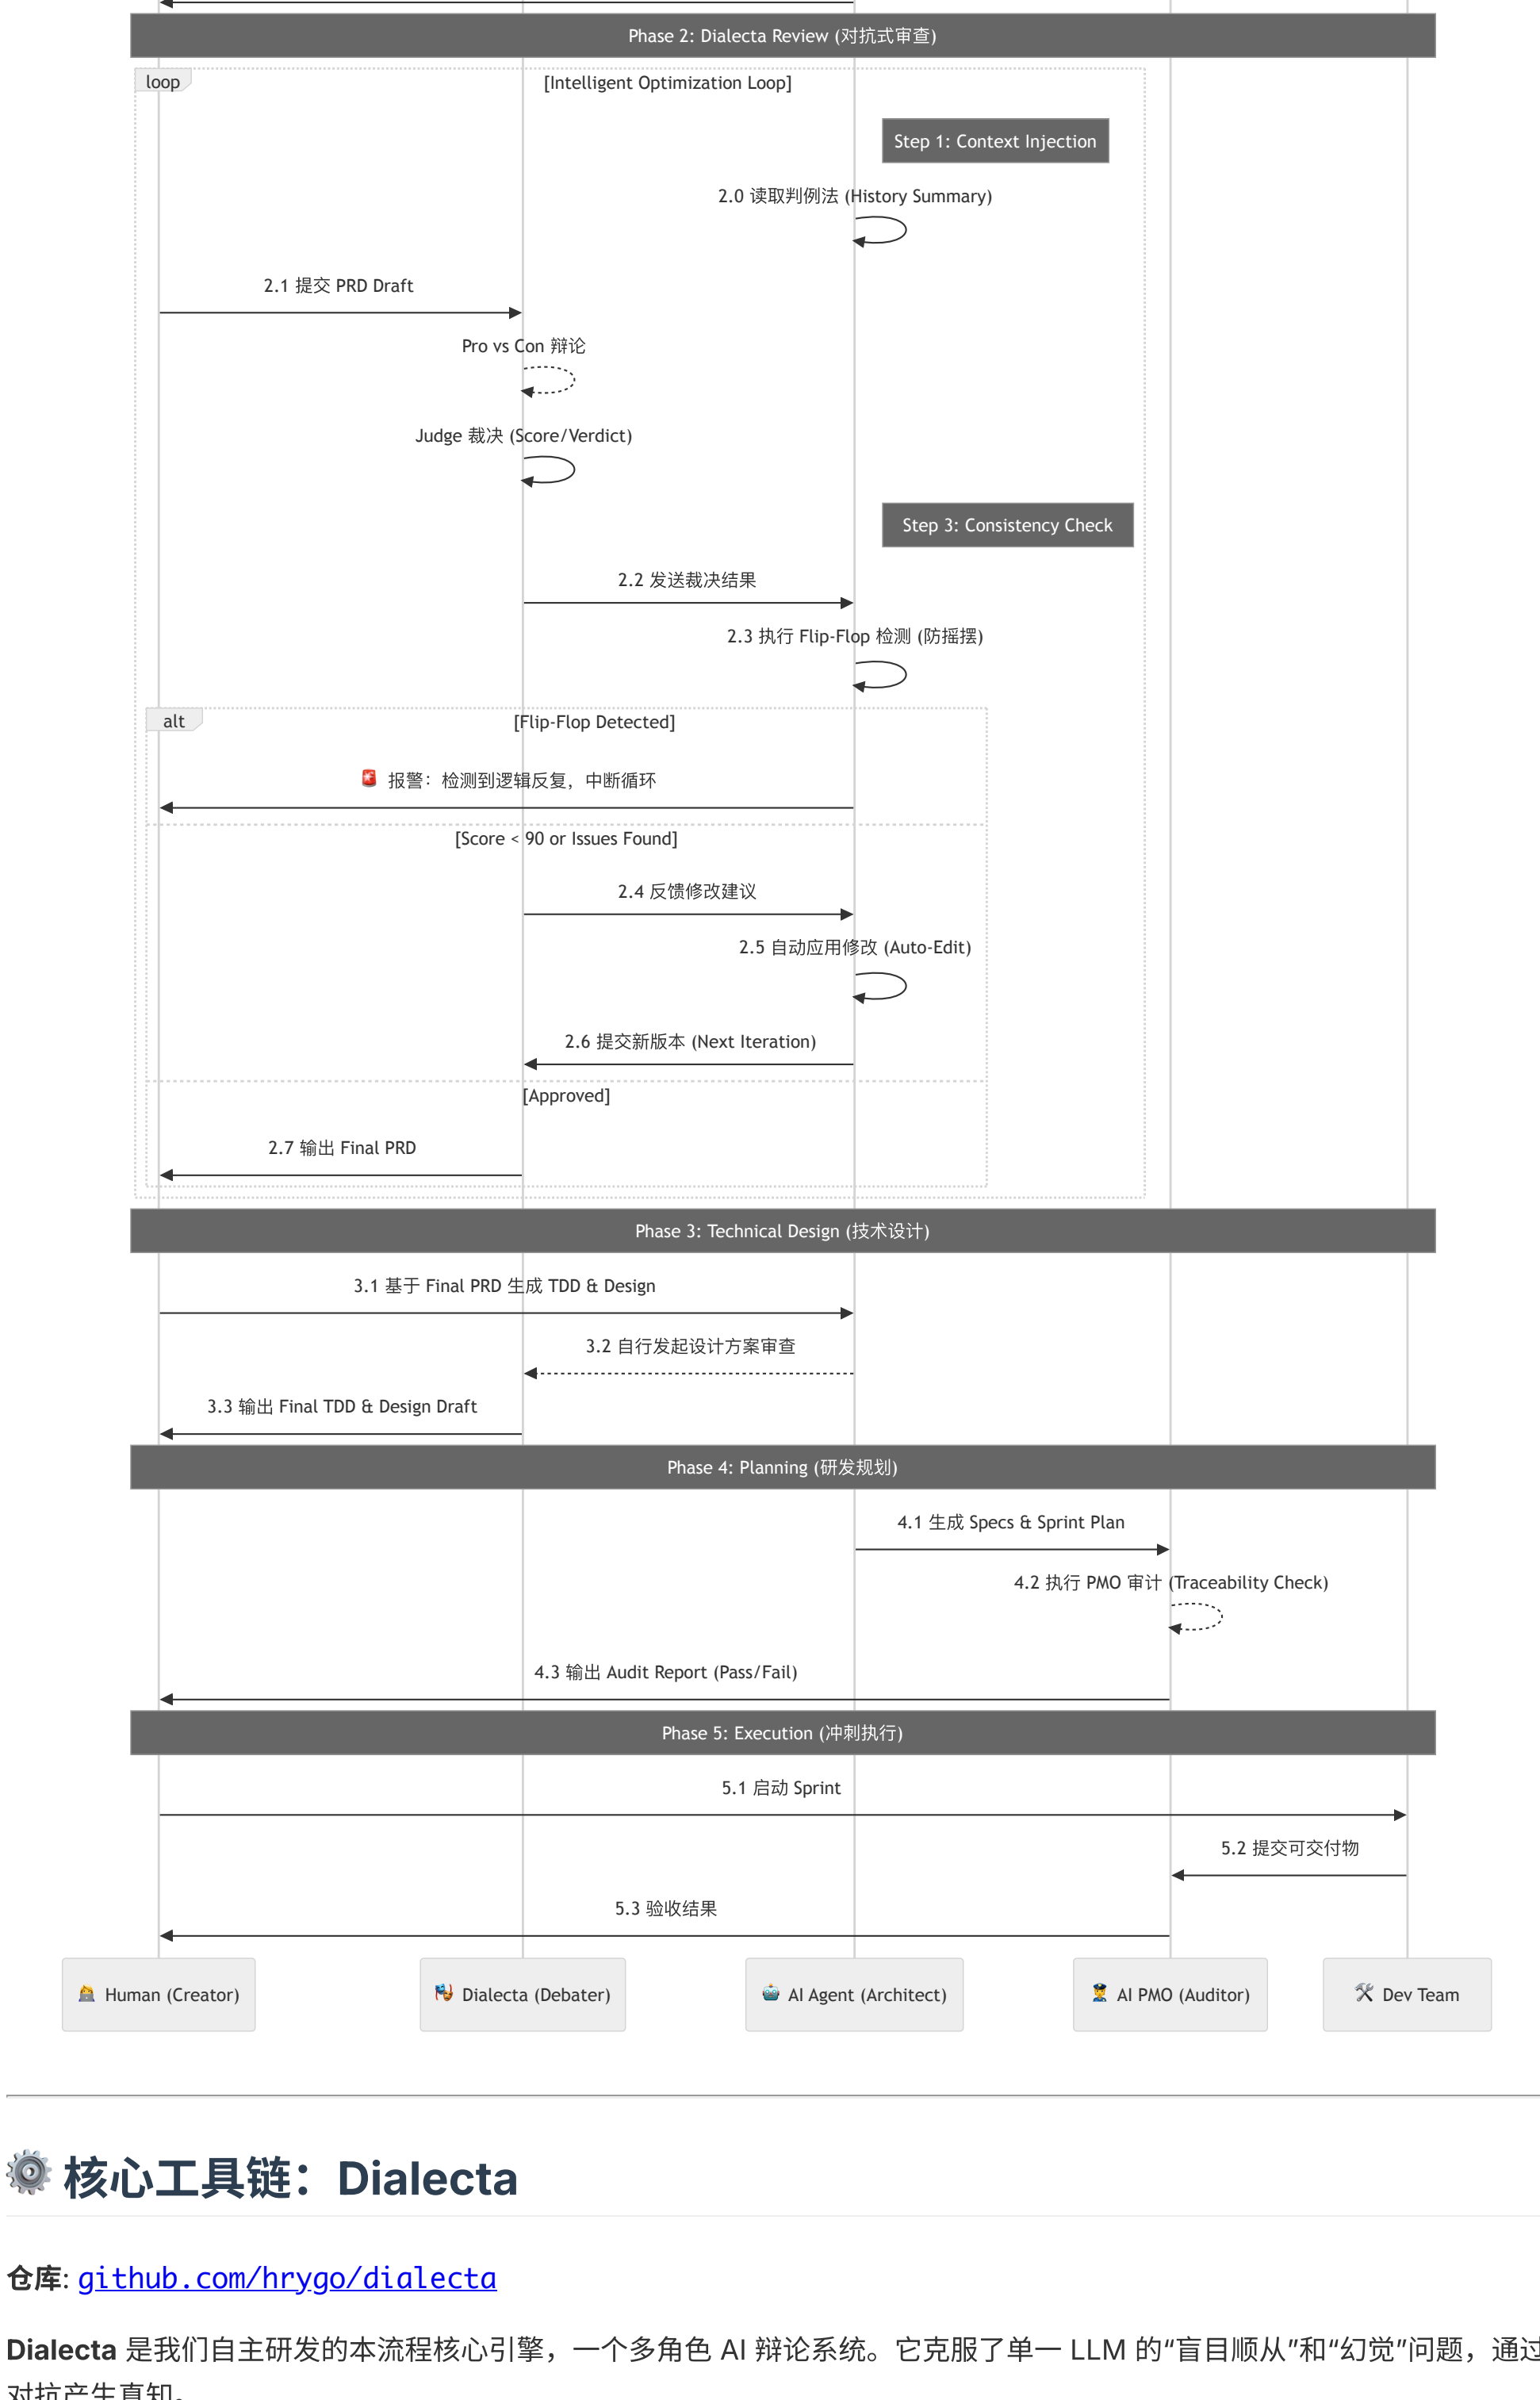 Phase 2: Dialecta Review (对抗式审查)
loop
[Intelligent Optimization Loop]
Step 1: Context Injection
2.0 读取判例法 (History Summary)
2.1 提交 PRD Draft
Pro vs Con 辩论
Judge 裁决 (Score/Verdict)
Step 3: Consistency Check
2.2 发送裁决结果
2.3 执行 Flip-Flop 检测 (防摇摆)
alt
[Flip-Flop Detected]
🚨 报警：检测到逻辑反复，中断循环
[Score < 90 or Issues Found]
2.4 反馈修改建议
2.5 自动应用修改 (Auto-Edit)
2.6 提交新版本 (Next Iteration)
[Approved]
2.7 输出 Final PRD
Phase 3: Technical Design (技术设计)
3.1 基于 Final PRD 生成 TDD & Design
3.2 自行发起设计方案审查
3.3 输出 Final TDD & Design Draft
Phase 4: Planning (研发规划)
4.1 生成 Specs & Sprint Plan
4.2 执行 PMO 审计 (Traceability Check)
4.3 输出 Audit Report (Pass/Fail)
Phase 5: Execution (冲刺执行)
5.1 启动 Sprint
5.2 提交可交付物
5.3 验收结果
Human (Creator)
Dialecta (Debater)
AI Agent (Architect)
AI PMO (Auditor)
Dev Team
核心工具链：Dialecta
仓库: github.com/hrygo/dialecta
Dialecta 是我们自主研发的本流程核心引擎，一个多角色 AI 辩论系统。它克服了单一 LLM 的“盲目顺从”和“幻觉”问题，通过
对抗产生真知。